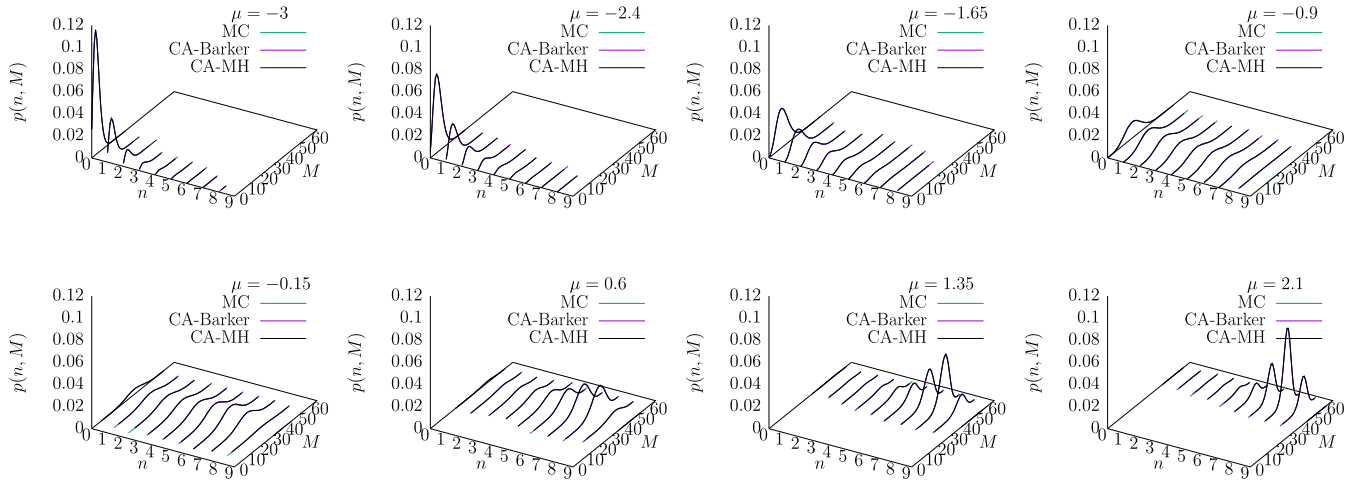 μ = −3
MC
CA-Barker
CA-MH
p(n, M)
0.12
0.1
0.08
0.06
0.04
0.02
0
0 1 2 3 4 5 6 7 8 9
n
0 10 20 30 40 50 60
M
μ = −2.4
MC
CA-Barker
CA-MH
p(n, M)
0.12
0.1
0.08
0.06
0.04
0.02
0
0 1 2 3 4 5 6 7 8 9
n
0 10 20 30 40 50 60
M
μ = −1.65
MC
CA-Barker
CA-MH
p(n, M)
0.12
0.1
0.08
0.06
0.04
0.02
0
0 1 2 3 4 5 6 7 8 9
n
0 10 20 30 40 50 60
M
μ = −0.9
MC
CA-Barker
CA-MH
p(n, M)
0.12
0.1
0.08
0.06
0.04
0.02
0
0 1 2 3 4 5 6 7 8 9
n
0 10 20 30 40 50 60
M
μ = −0.15
MC
CA-Barker
CA-MH
p(n, M)
0.12
0.1
0.08
0.06
0.04
0.02
0
0 1 2 3 4 5 6 7 8 9
n
0 10 20 30 40 50 60
M
μ = 0.6
MC
CA-Barker
CA-MH
p(n, M)
0.12
0.1
0.08
0.06
0.04
0.02
0
0 1 2 3 4 5 6 7 8 9
n
0 10 20 30 40 50 60
M
μ = 1.35
MC
CA-Barker
CA-MH
p(n, M)
0.12
0.1
0.08
0.06
0.04
0.02
0
0 1 2 3 4 5 6 7 8 9
n
0 10 20 30 40 50 60
M
μ = 2.1
MC
CA-Barker
CA-MH
p(n, M)
0.12
0.1
0.08
0.06
0.04
0.02
0
0 1 2 3 4 5 6 7 8 9
n
0 10 20 30 40 50 60
M